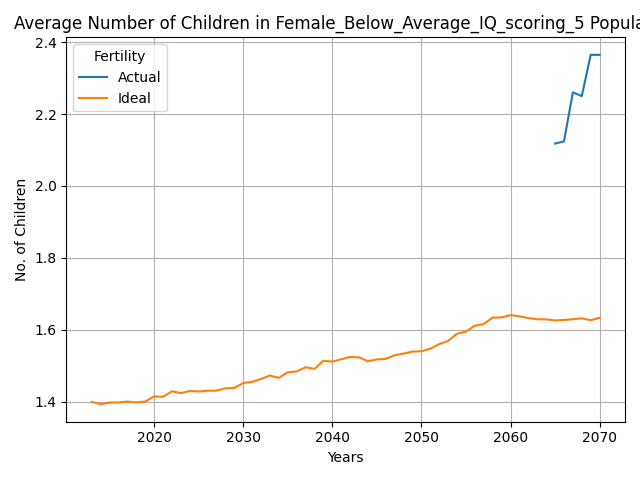 Average Number of Children in Female_Below_Average_IQ_scoring_5 Popula
Fertility
Actual
Ideal
No. of Children
2.4
2.2
2.0
1.8
1.6
1.4
2020 2030 2040 2050 2060 2070
Years